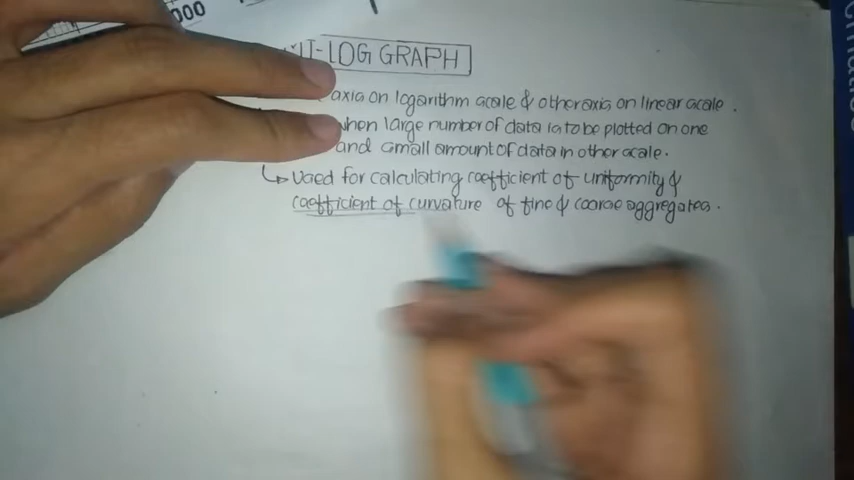 000
-LOG GRAPH
axis on logarithm scale & other axis on linear scale.
when large number of data is to be plotted on one
and small amount of data in other scale.
↳ Used for calculating coefficient of uniformity &
coefficient of curvature of fine & coarse aggregates.